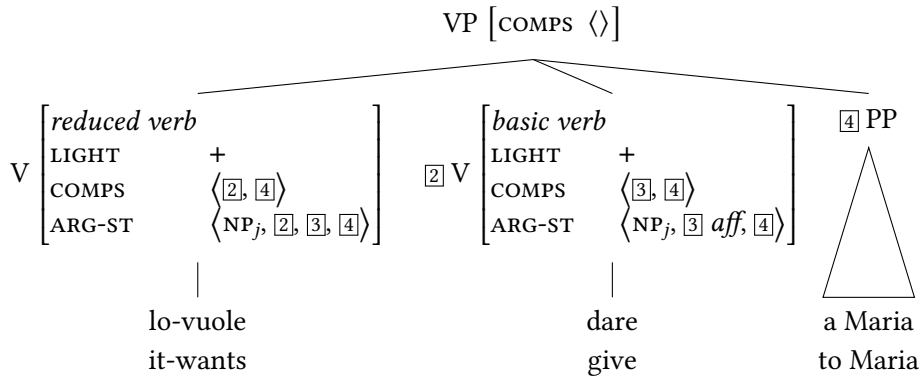 VP [COMPS ⟨⟩]
V [reduced verb
LIGHT +
COMPS ⟨2, 4⟩
ARG-ST ⟨NPj, 2, 3, 4⟩]
2 V [basic verb
LIGHT +
COMPS ⟨3, 4⟩
ARG-ST ⟨NPj, 3 aff, 4⟩]
4 PP
lo-vuole dare a Maria
it-wants give to Maria